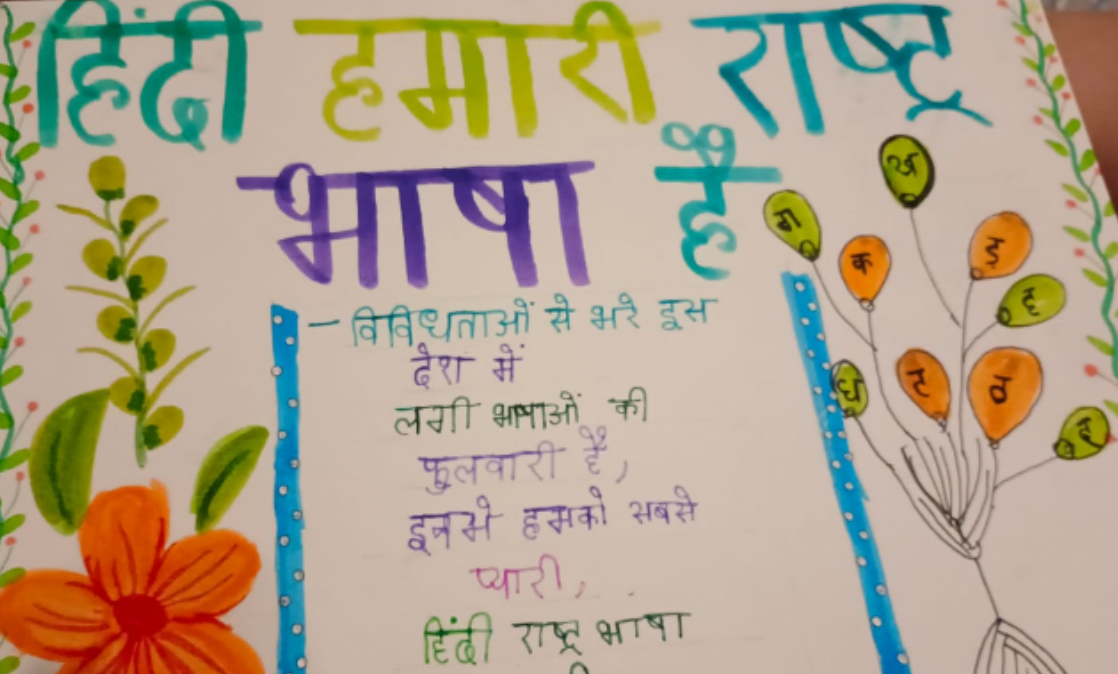 हिंदी हमारी राष्ट्र
भाषा है
– विविधताओं से भरे इस
देश में
लगी भाषाओं की
फुलवारी है,
इनमे हमको सबसे
प्यारी,
हिंदी राष्ट्र भाषा
ग
क
ख
इ
ह
ध
ट
व
इ